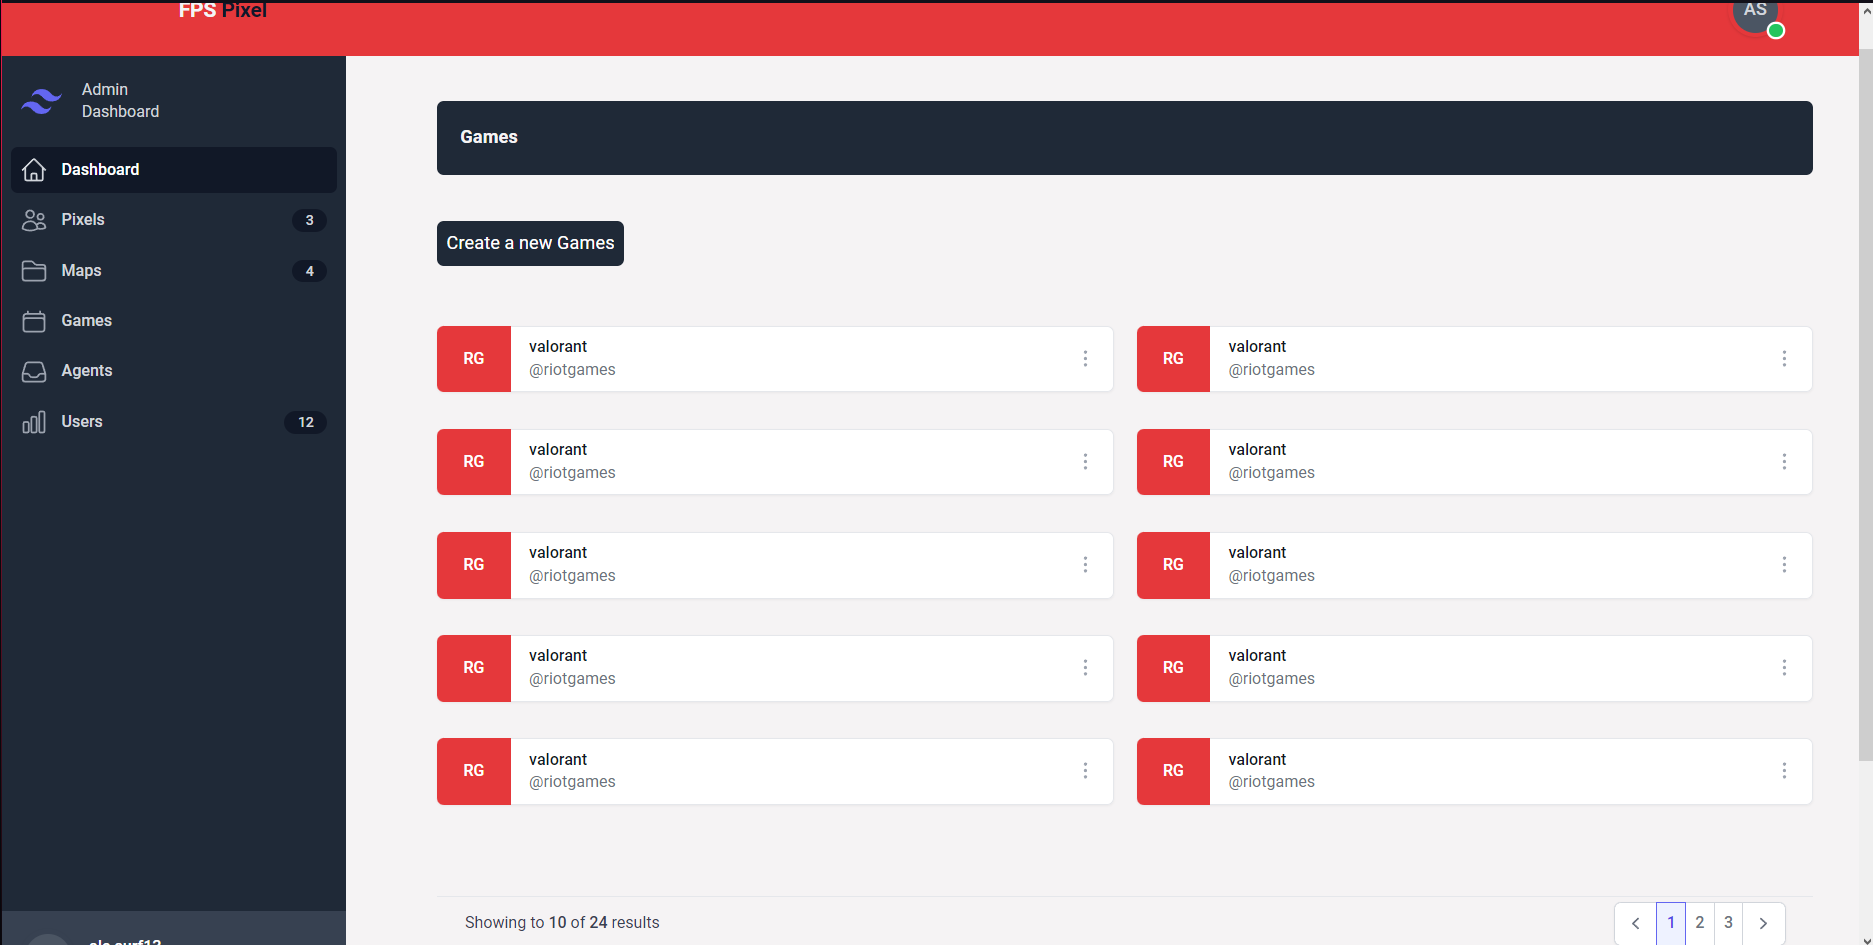 FPS Pixel
AS
Admin
Dashboard
Dashboard
Pixels 3
Maps 4
Games
Agents
Users 12
Games
Create a new Games
RG valorant @riotgames
RG valorant @riotgames
RG valorant @riotgames
RG valorant @riotgames
RG valorant @riotgames
RG valorant @riotgames
RG valorant @riotgames
RG valorant @riotgames
RG valorant @riotgames
RG valorant @riotgames
Showing to 10 of 24 results
1 2 3